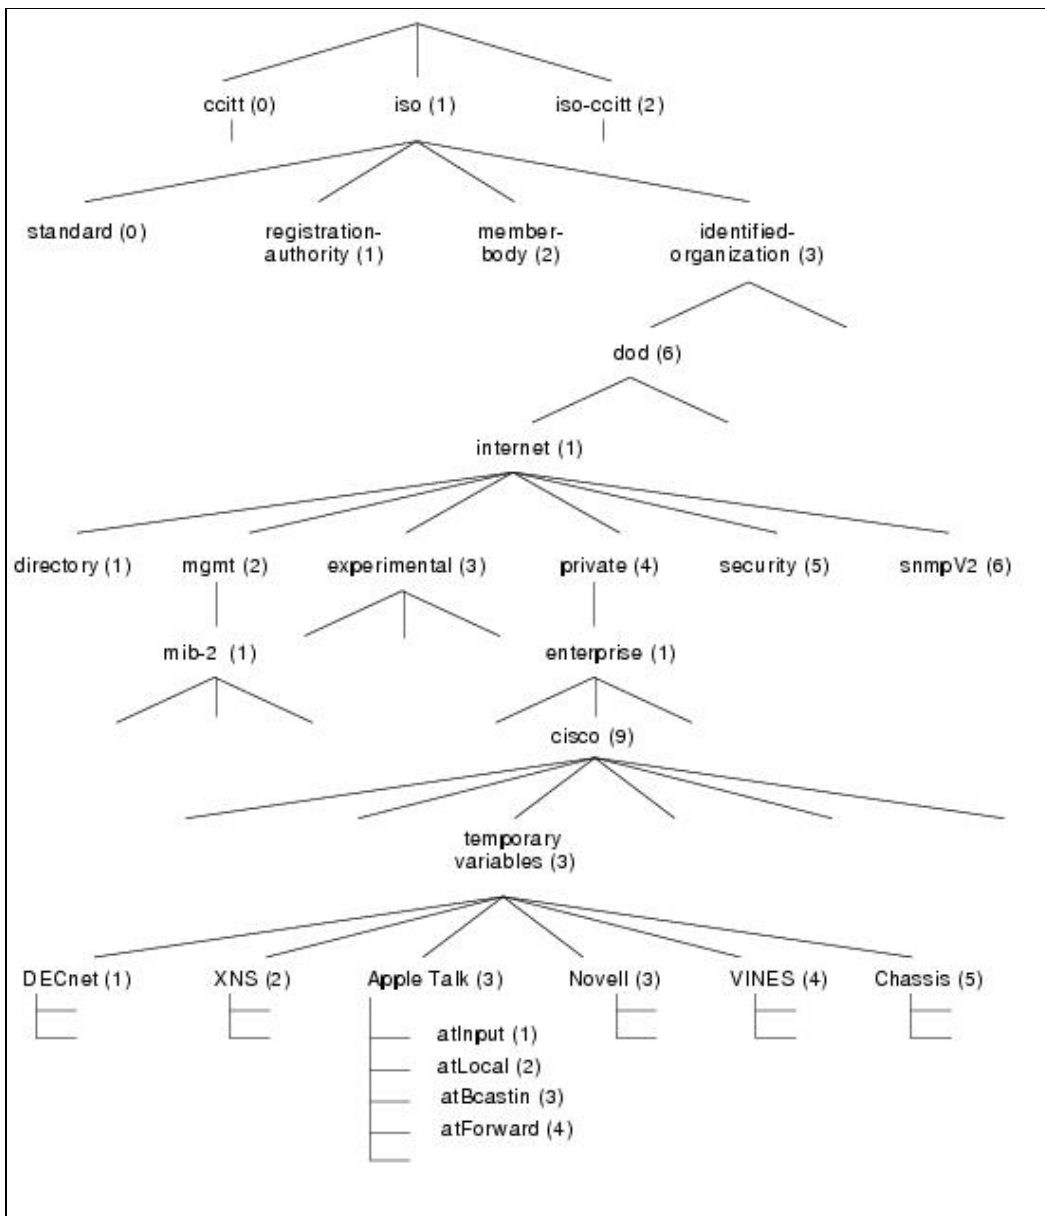 ccitt (0) iso (1) iso-ccitt (2)
standard (0) registration- member- identified-
authority (1) body (2) organization (3)
dod (6)
internet (1)
directory (1) mgmt (2) experimental (3) private (4) security (5) snmpV2 (6)
mib-2 (1) enterprise (1)
cisco (9)
temporary
variables (3)
DECnet (1) XNS (2) Apple Talk (3) Novell (3) VINES (4) Chassis (5)
atInput (1)
atLocal (2)
atBcastin (3)
atForward (4)